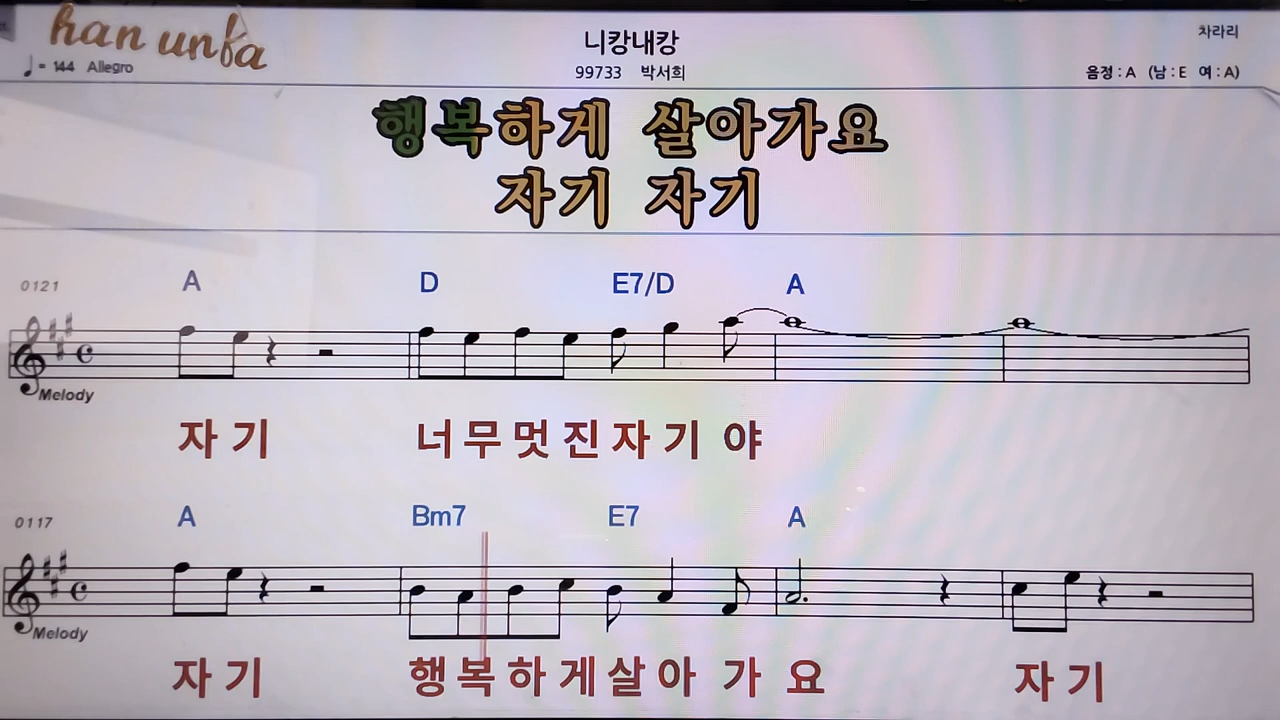 han unfa
니캉내캉
차라리
♩= 144 Allegro
99733 박서희
음정 : A (남 : E 여 : A)
행복하게 살아가요
자기 자기
0121 A D E7/D A
Melody
자 기 너 무 멋 진 자 기 야
0117 A Bm7 E7 A
Melody
자 기 행 복 하 게 살 아 가 요 자 기